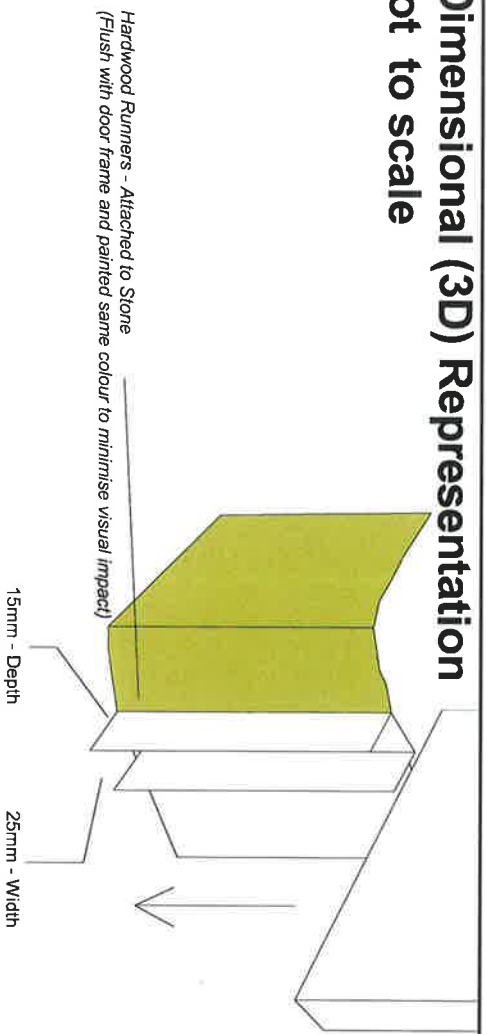 Dimensional (3D) Representation
ot to scale
Hardwood Runners - Attached to Stone
(Flush with door frame and painted same colour to minimise visual impact)
15mm - Depth
25mm - Width